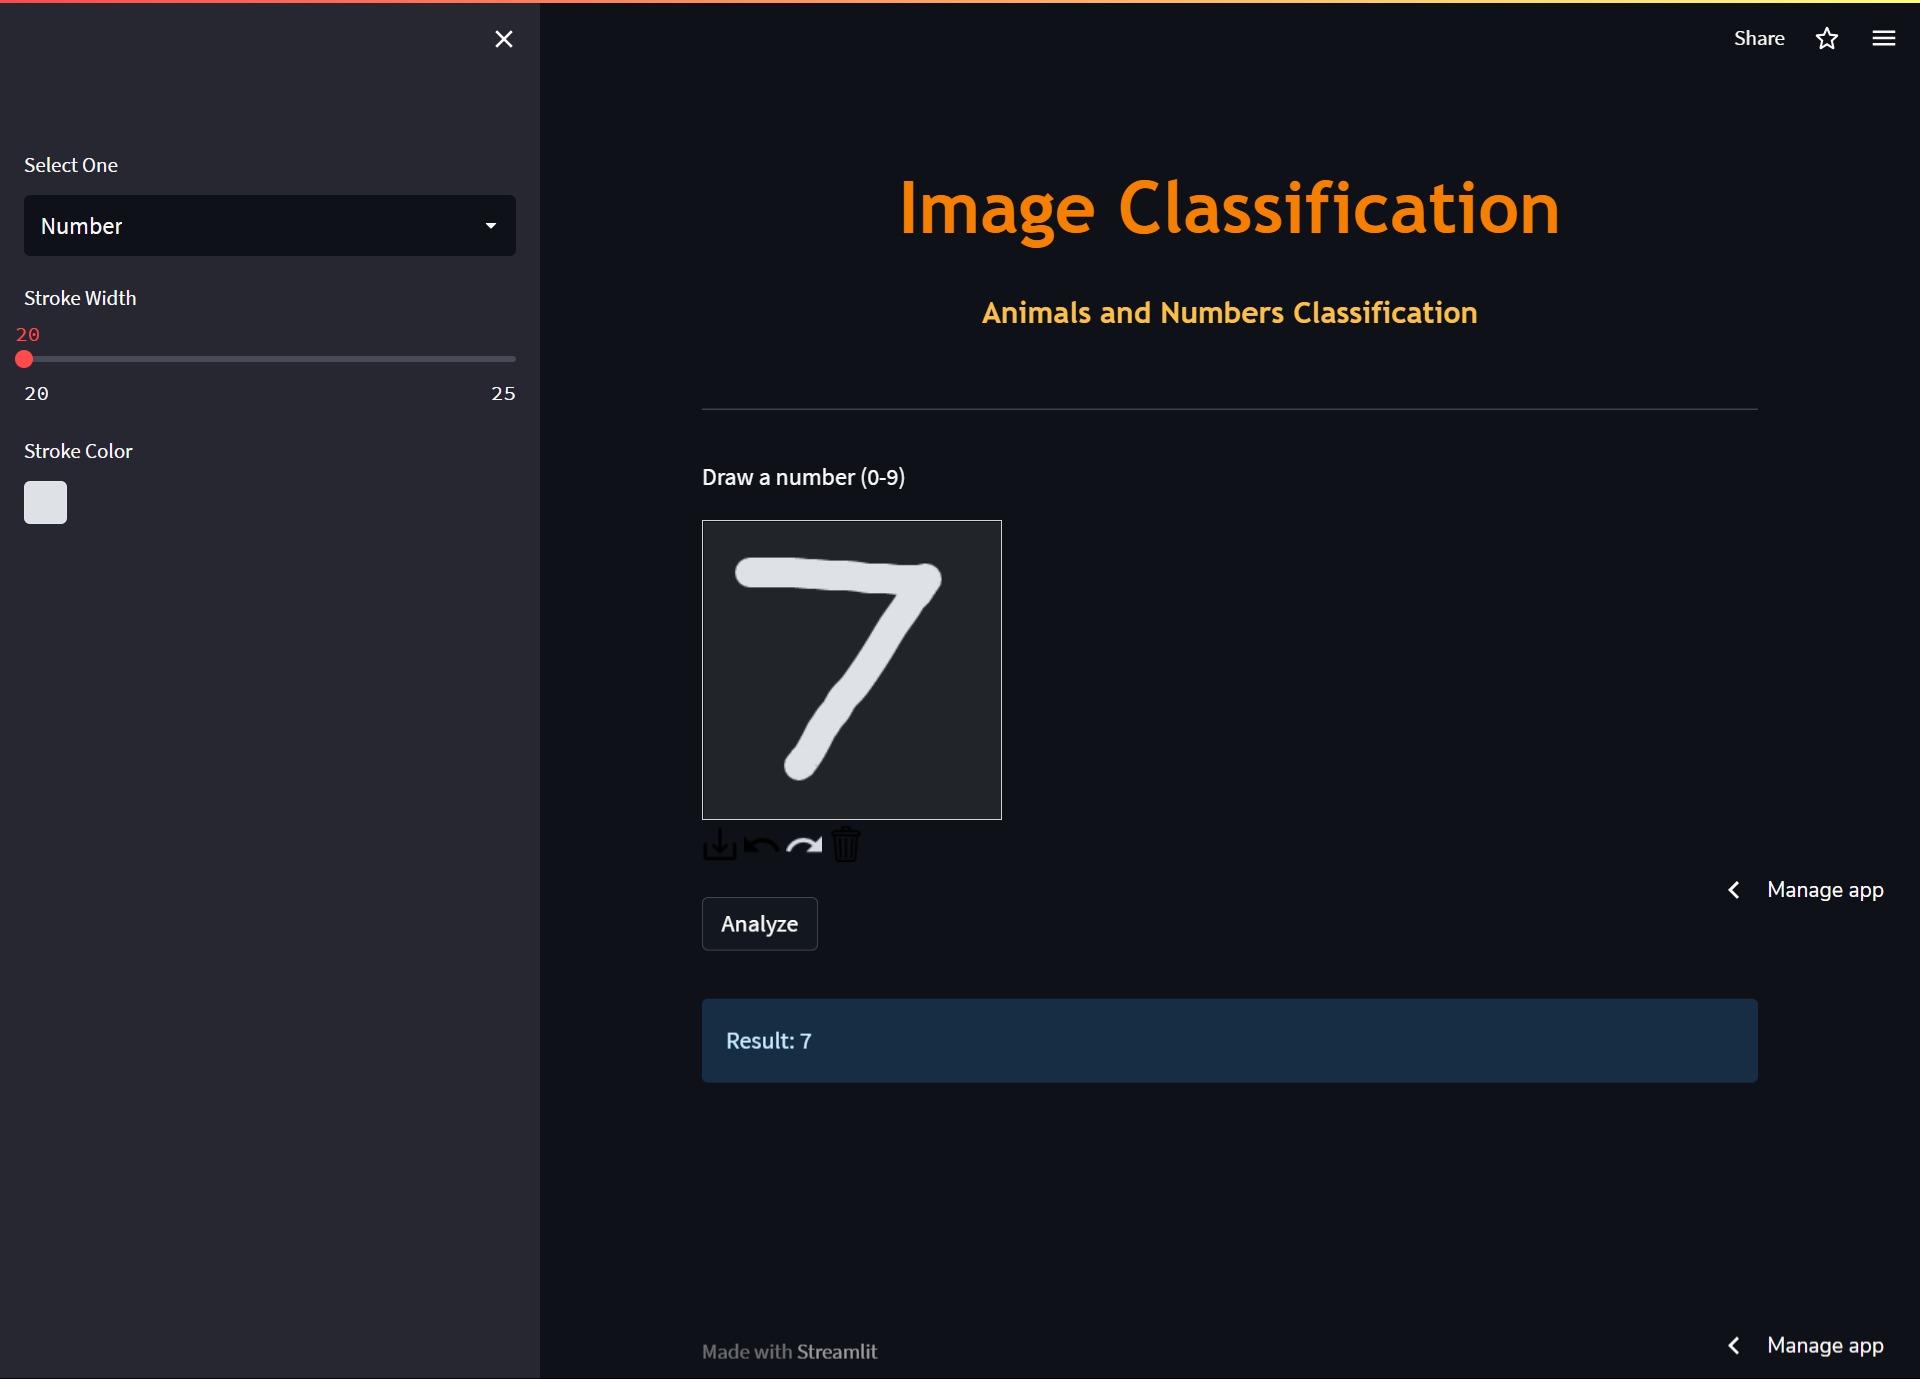 Share
Select One
Number
Stroke Width
20
20 25
Stroke Color
Image Classification
Animals and Numbers Classification
Draw a number (0-9)
7
Manage app
Analyze
Result: 7
Made with Streamlit
Manage app